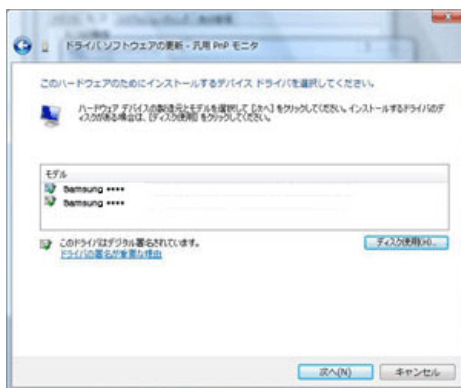 ドライバ ソフトウェアの更新 - 汎用 PnP モニタ
このハードウェアのためにインストールするデバイス ドライバを選択してください。
ハードウェア デバイスの製造元とモデルを選択して [次へ] をクリックしてください。インストールするドライバのデ
ィスクがある場合は、[ディスク使用] をクリックしてください。
モデル
Samsung ****
Samsung ****
このドライバはデジタル署名されています。
ドライバの署名が重要な理由
ディスク使用(H)...
次へ(N)
キャンセル